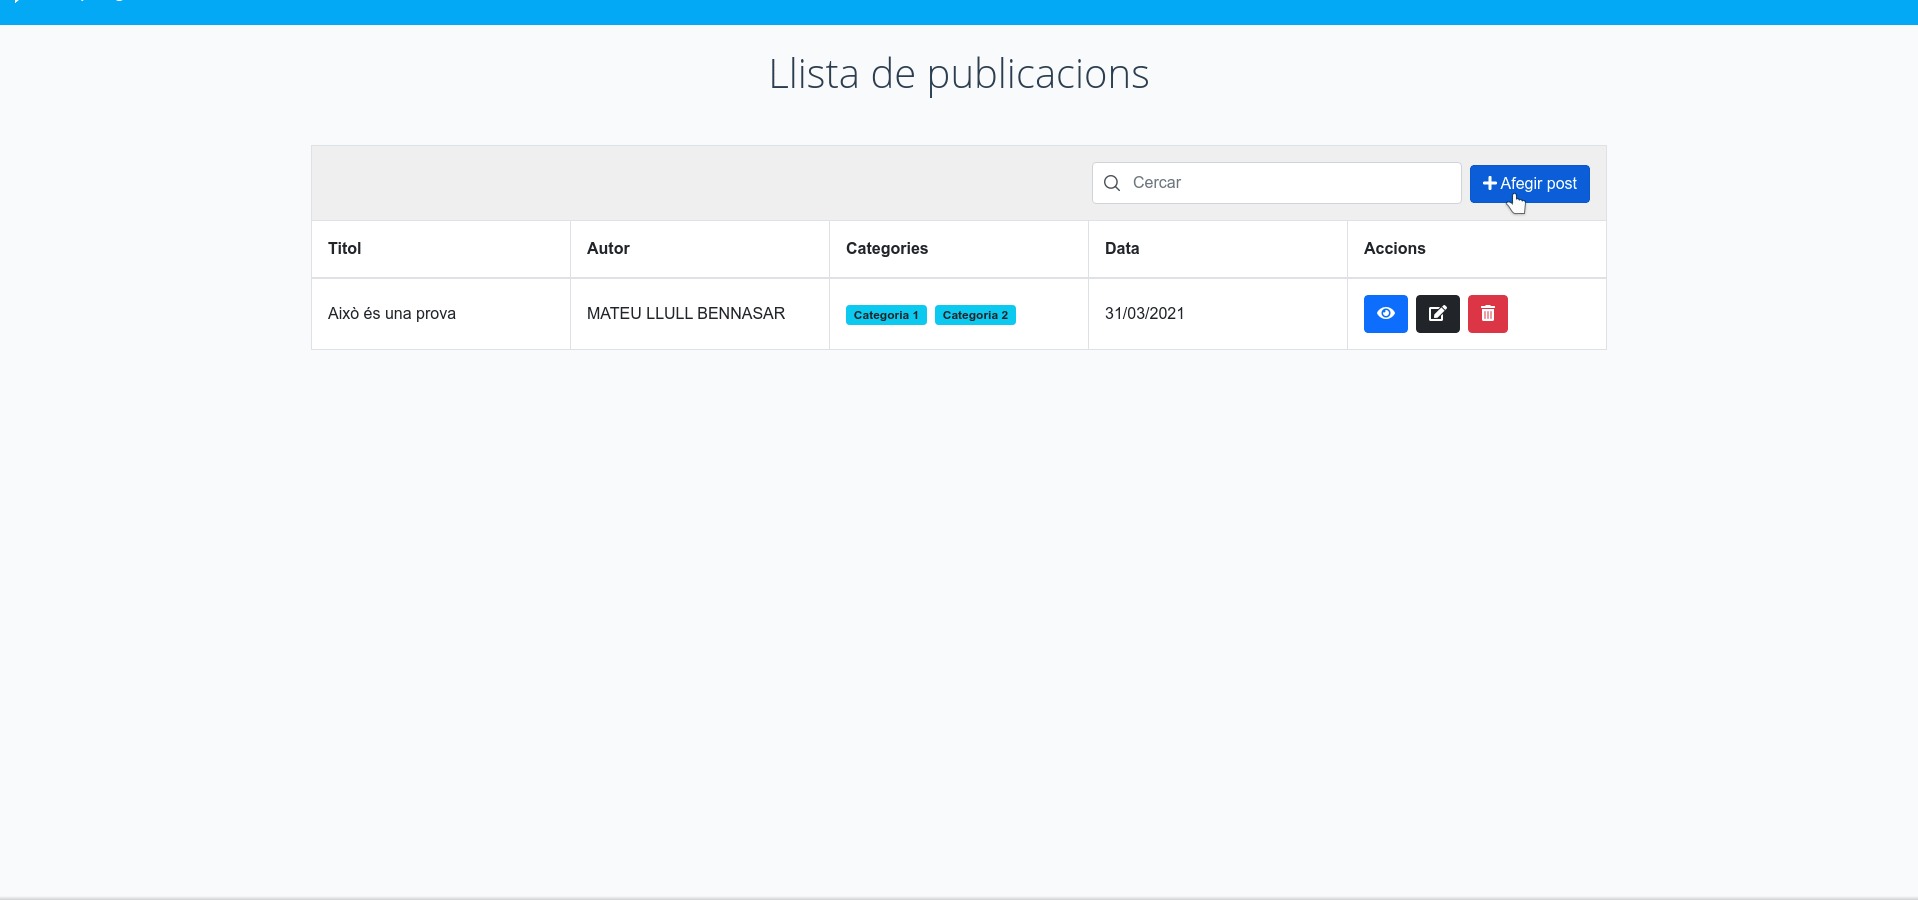 Llista de publicacions
Cercar
Afegir post
Titol Autor Categories Data Accions
Això és una prova MATEU LLULL BENNASAR Categoria 1 Categoria 2 31/03/2021